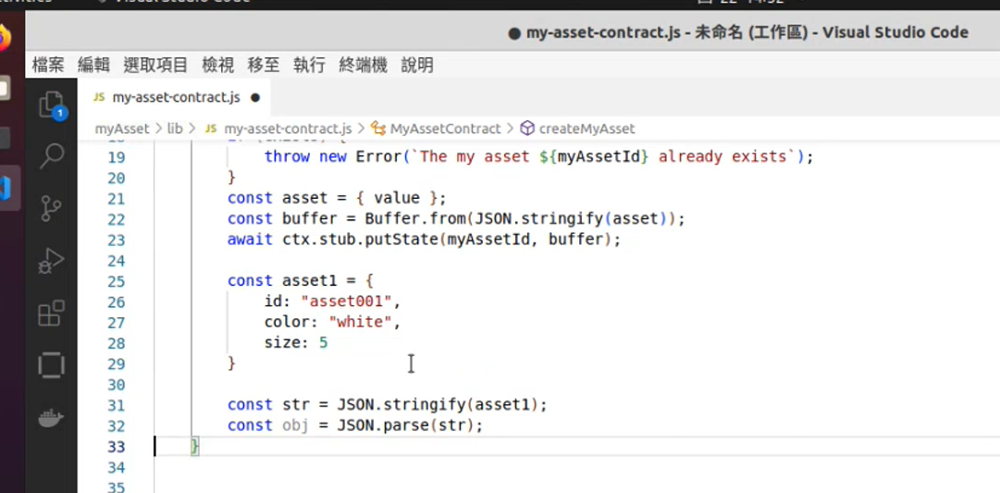 my-asset-contract.js - 未命名 (工作區) - Visual Studio Code
檔案 編輯 選取項目 檢視 移至 執行 終端機 說明
JS my-asset-contract.js
1
myAsset > lib > JS my-asset-contract.js > MyAssetContract > createMyAsset
19 throw new Error(`The my asset ${myAssetId} already exists`);
20 }
21 const asset = { value };
22 const buffer = Buffer.from(JSON.stringify(asset));
23 await ctx.stub.putState(myAssetId, buffer);
24
25 const asset1 = {
26 id: "asset001",
27 color: "white",
28 size: 5
29 }
30
31 const str = JSON.stringify(asset1);
32 const obj = JSON.parse(str);
33 }
34
35